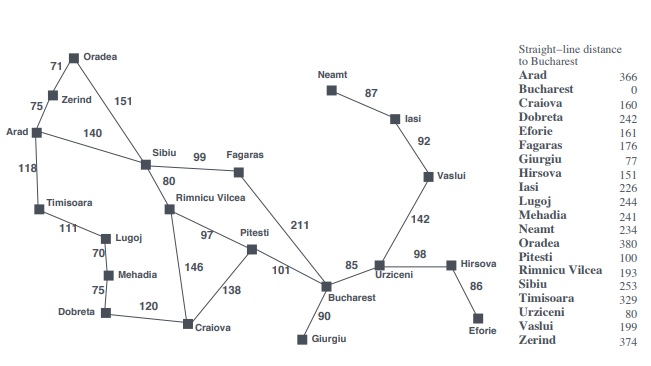 Oradea
71
Zerind
75
151
Arad
140
Sibiu
99
Fagaras
118
80
Rimnicu Vilcea
Timisoara
111
Lugoj
97
Pitesti
211
70
Mehadia
146
101
75
138
Dobreta
120
Craiova
Bucharest
90
Giurgiu
Neamt
87
Iasi
92
Vaslui
142
85
98
Hirsova
Urziceni
86
Eforie
Straight–line distance
to Bucharest
Arad 366
Bucharest 0
Craiova 160
Dobreta 242
Eforie 161
Fagaras 176
Giurgiu 77
Hirsova 151
Iasi 226
Lugoj 244
Mehadia 241
Neamt 234
Oradea 380
Pitesti 100
Rimnicu Vilcea 193
Sibiu 253
Timisoara 329
Urziceni 80
Vaslui 199
Zerind 374